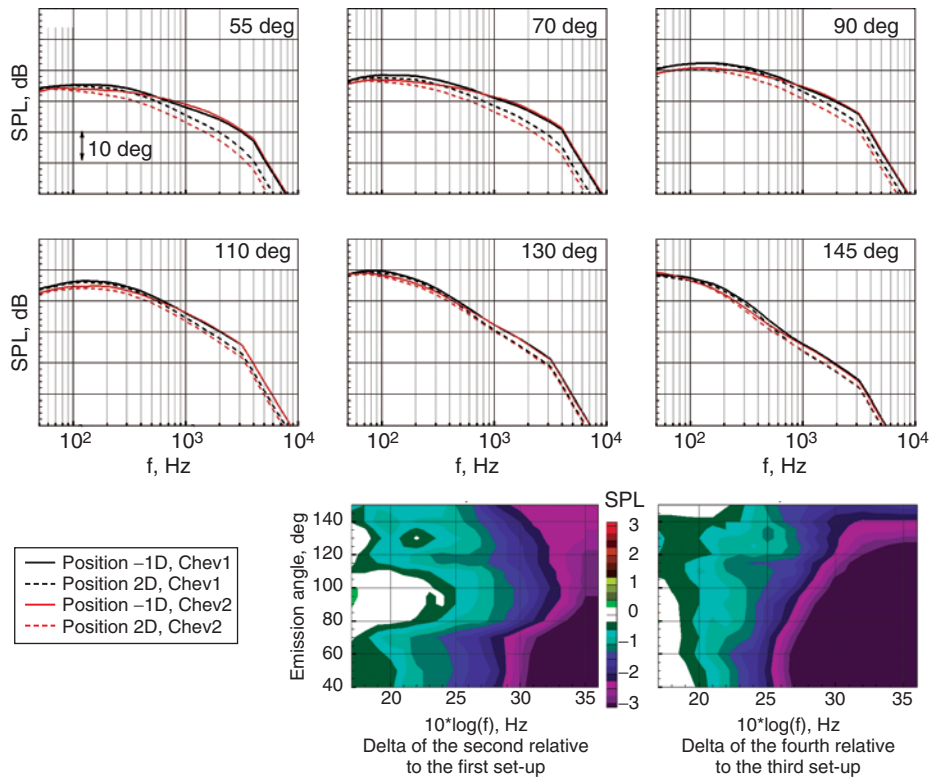 55 deg
70 deg
90 deg
SPL, dB
10 deg
110 deg
130 deg
145 deg
SPL, dB
10² 10³ 10⁴
10² 10³ 10⁴
10² 10³ 10⁴
f, Hz
f, Hz
f, Hz
Position –1D, Chev1
Position 2D, Chev1
Position –1D, Chev2
Position 2D, Chev2
Emission angle, deg
140
120
100
80
60
40
20 25 30 35
10*log(f), Hz
Delta of the second relative
to the first set-up
SPL
3
2
1
0
–1
–2
–3
20 25 30 35
10*log(f), Hz
Delta of the fourth relative
to the third set-up